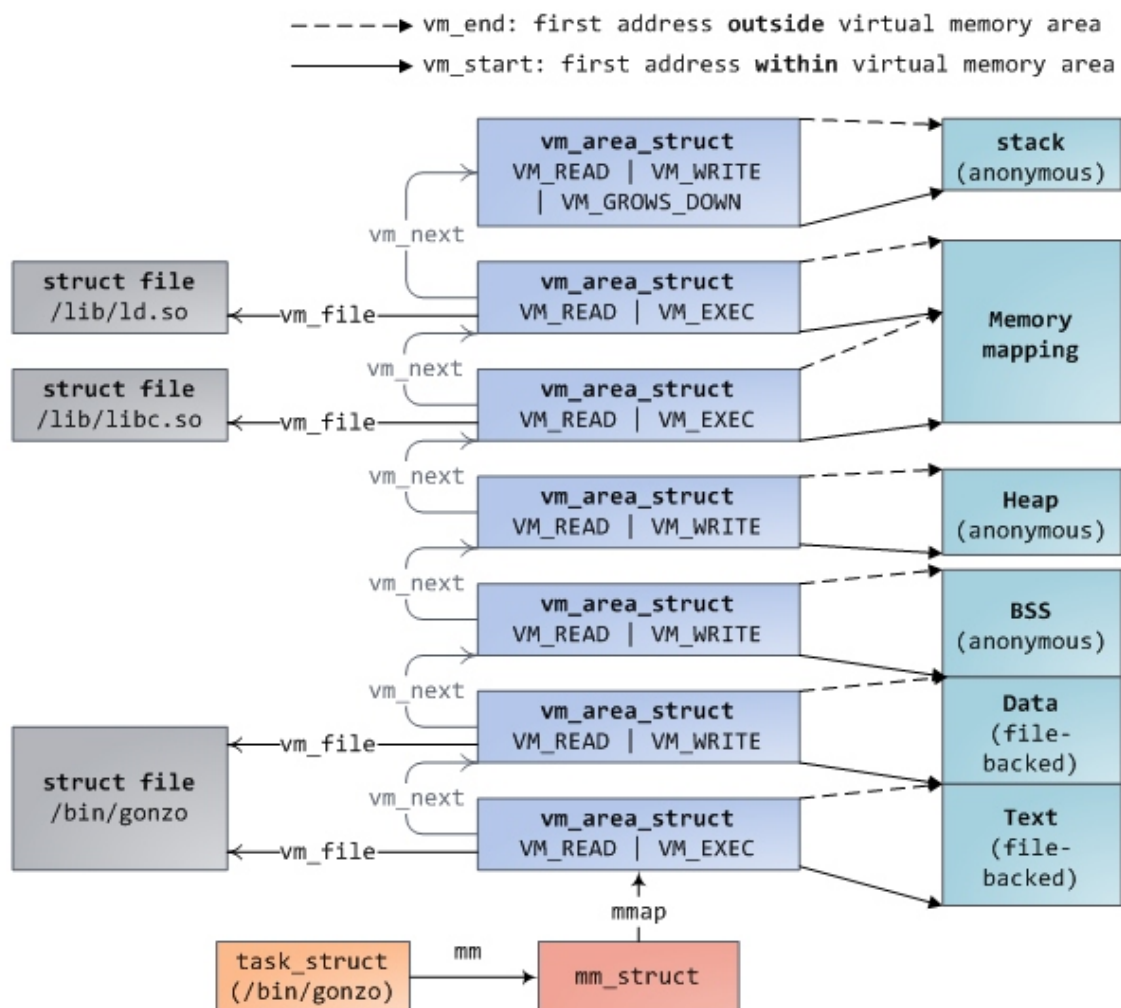 vm_end: first address outside virtual memory area
vm_start: first address within virtual memory area
vm_area_struct
VM_READ | VM_WRITE
| VM_GROWS_DOWN
stack
(anonymous)
vm_next
struct file
/lib/ld.so
vm_file
vm_area_struct
VM_READ | VM_EXEC
Memory
mapping
vm_next
struct file
/lib/libc.so
vm_file
vm_area_struct
VM_READ | VM_EXEC
vm_next
vm_area_struct
VM_READ | VM_WRITE
Heap
(anonymous)
vm_next
vm_area_struct
VM_READ | VM_WRITE
BSS
(anonymous)
vm_next
vm_area_struct
VM_READ | VM_WRITE
Data
(file-
backed)
vm_file
struct file
/bin/gonzo
vm_next
vm_area_struct
VM_READ | VM_EXEC
Text
(file-
backed)
vm_file
mmap
task_struct
(/bin/gonzo)
mm
mm_struct